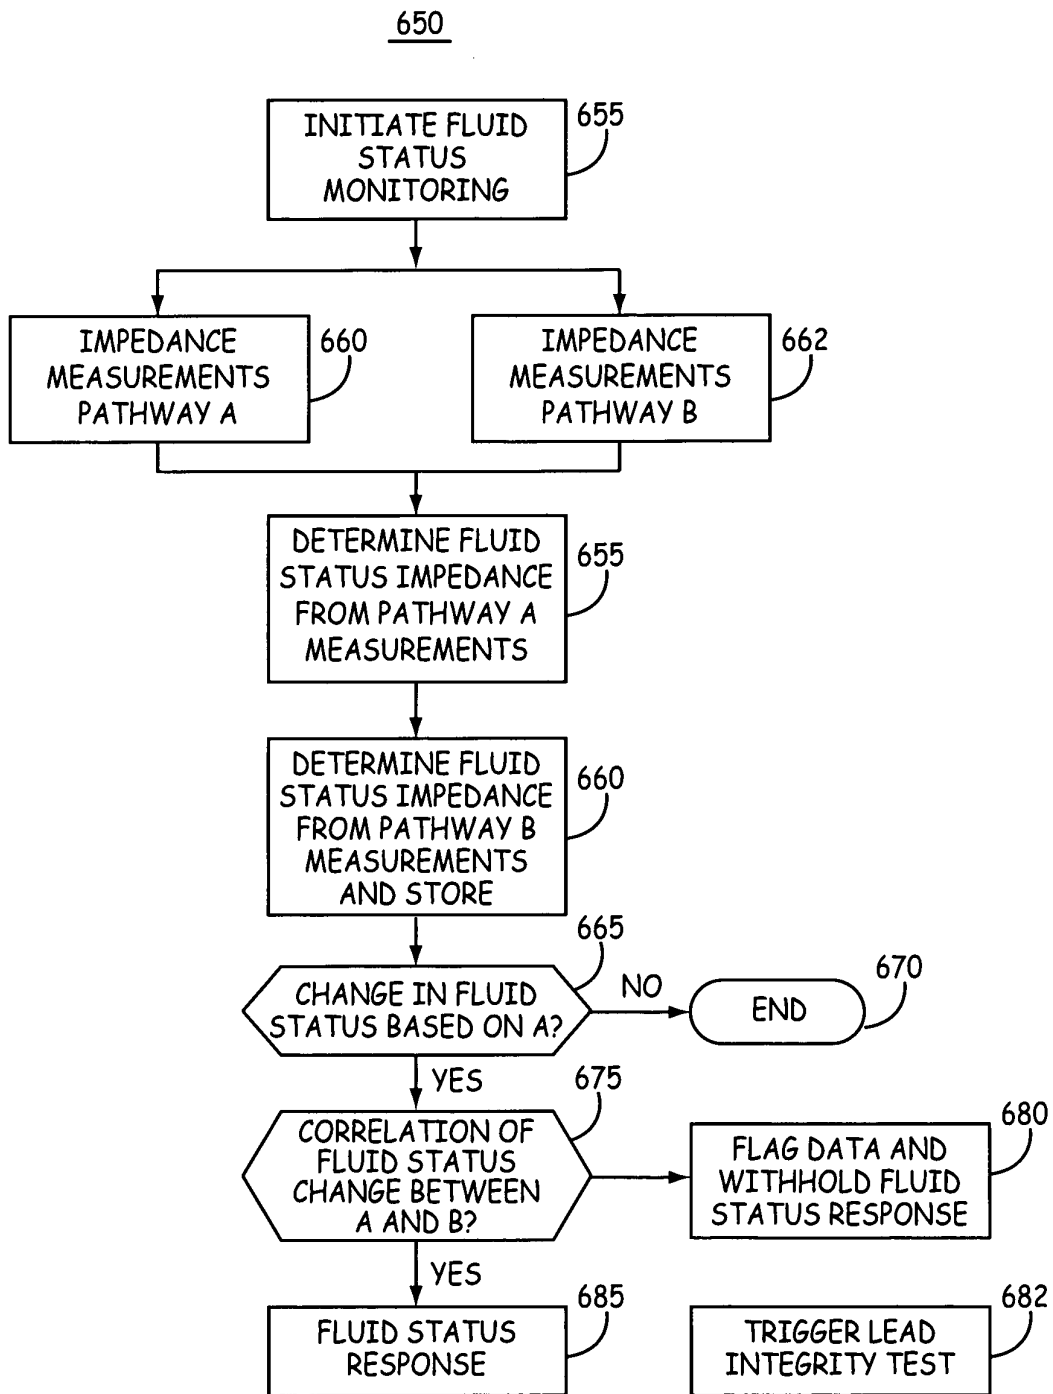 650
INITIATE FLUID
STATUS
MONITORING
655
IMPEDANCE
MEASUREMENTS
PATHWAY A
660
IMPEDANCE
MEASUREMENTS
PATHWAY B
662
DETERMINE FLUID
STATUS IMPEDANCE
FROM PATHWAY A
MEASUREMENTS
655
DETERMINE FLUID
STATUS IMPEDANCE
FROM PATHWAY B
MEASUREMENTS
AND STORE
660
CHANGE IN FLUID
STATUS BASED ON A?
665
NO
END
670
YES
CORRELATION OF
FLUID STATUS
CHANGE BETWEEN
A AND B?
675
FLAG DATA AND
WITHHOLD FLUID
STATUS RESPONSE
680
YES
FLUID STATUS
RESPONSE
685
TRIGGER LEAD
INTEGRITY TEST
682